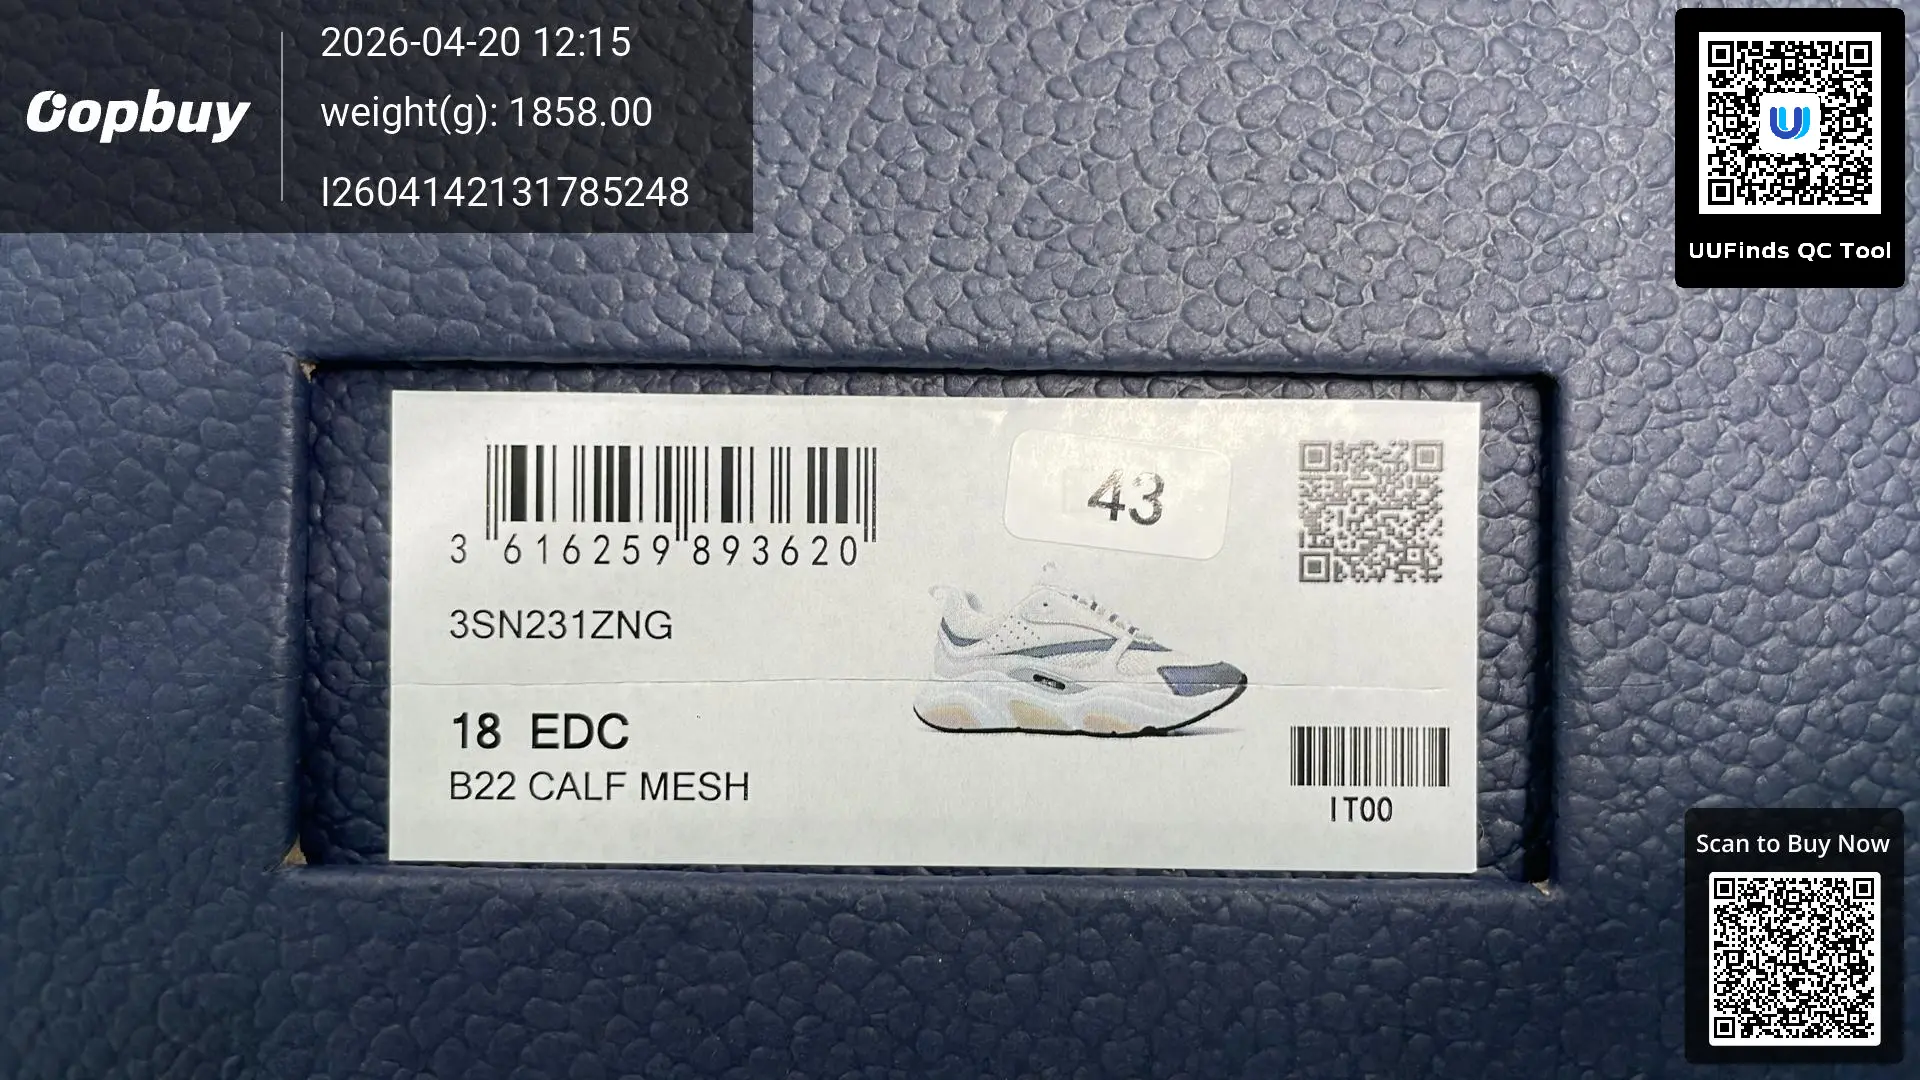 Oopbuy
2026-04-20 12:15
weight(g): 1858.00
I2604142131785248
UUFinds QC Tool
3 616259 893620
43
3SN231ZNG
18 EDC
B22 CALF MESH
IT00
Scan to Buy Now